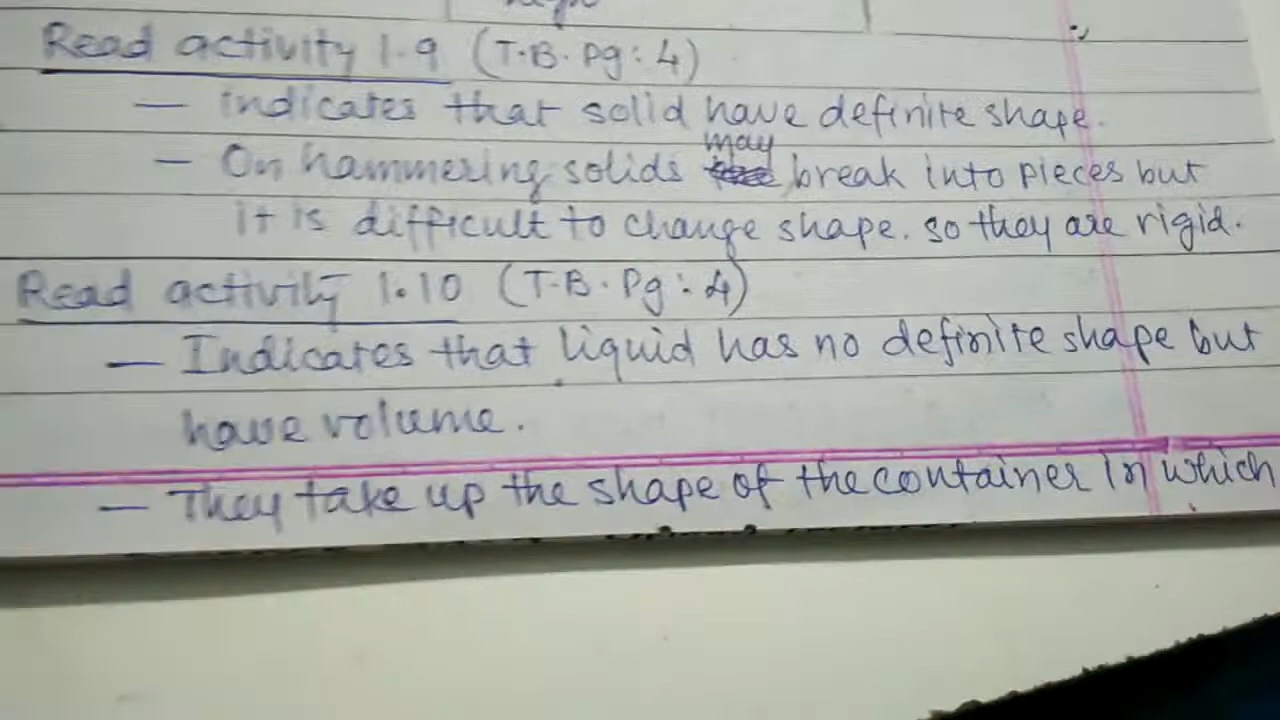 Read activity 1.9 (T.B. Pg: 4)
— indicates that solid have definite shape.
may
— On hammering solids break into pieces but
it is difficult to change shape. so they are rigid.
Read activity 1.10 (T.B. Pg: 4)
— Indicates that liquid has no definite shape but
have volume.
— They take up the shape of the container in which